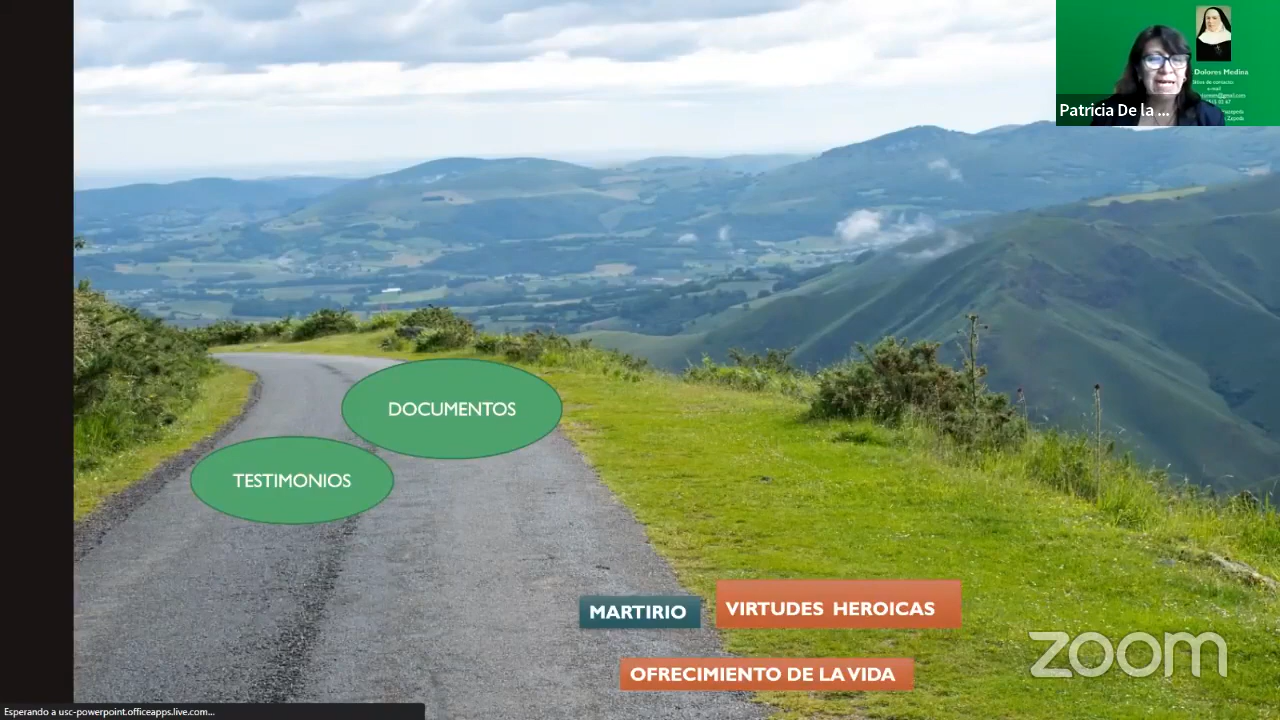 Dolores Medina
e-mail
Patricia De la ...
DOCUMENTOS
TESTIMONIOS
MARTIRIO
VIRTUDES HEROICAS
OFRECIMIENTO DE LA VIDA
zoom
Esperando a usc-powerpoint.officeapps.live.com...